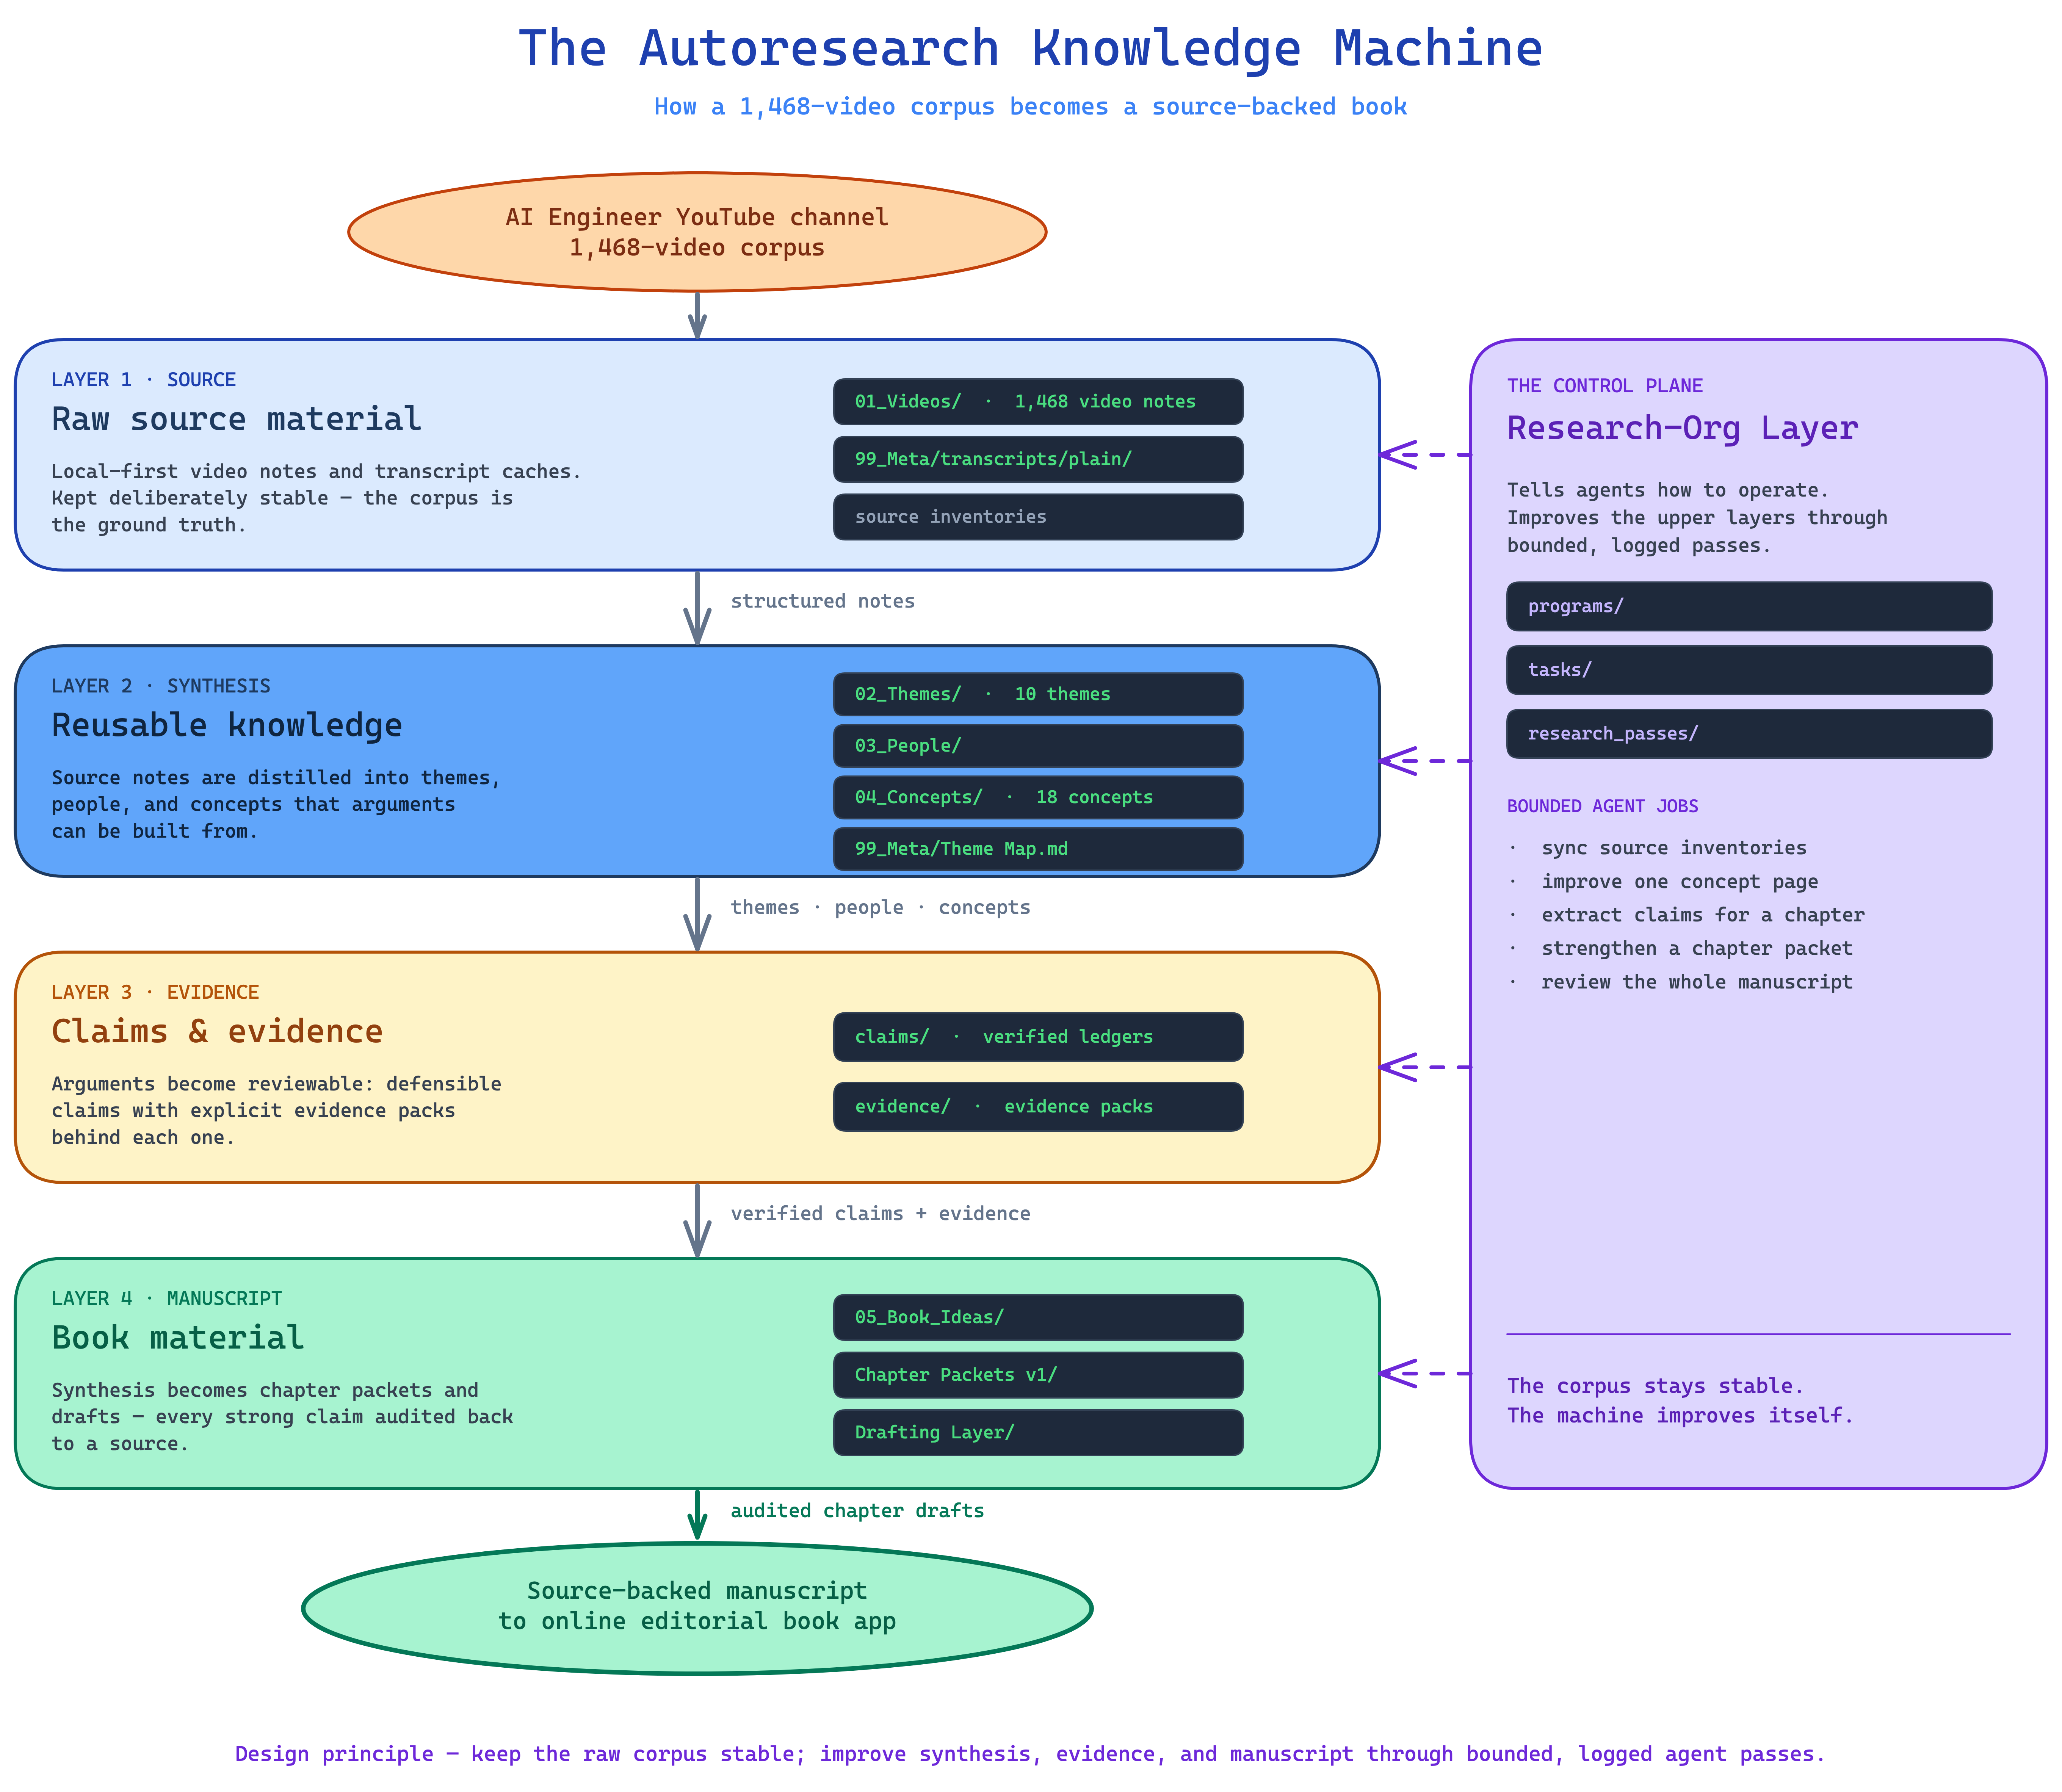 The Autoresearch Knowledge Machine
How a 1,468-video corpus becomes a source-backed book
AI Engineer YouTube channel
1,468-video corpus
LAYER 1 · SOURCE
Raw source material
Local-first video notes and transcript caches.
Kept deliberately stable — the corpus is
the ground truth.
01_Videos/  ·  1,468 video notes
99_Meta/transcripts/plain/
source inventories
structured notes
LAYER 2 · SYNTHESIS
Reusable knowledge
Source notes are distilled into themes,
people, and concepts that arguments
can be built from.
02_Themes/  ·  10 themes
03_People/
04_Concepts/  ·  18 concepts
99_Meta/Theme Map.md
themes · people · concepts
LAYER 3 · EVIDENCE
Claims & evidence
Arguments become reviewable: defensible
claims with explicit evidence packs
behind each one.
claims/  ·  verified ledgers
evidence/  ·  evidence packs
verified claims + evidence
LAYER 4 · MANUSCRIPT
Book material
Synthesis becomes chapter packets and
drafts — every strong claim audited back
to a source.
05_Book_Ideas/
Chapter Packets v1/
Drafting Layer/
audited chapter drafts
Source-backed manuscript
to online editorial book app
THE CONTROL PLANE
Research-Org Layer
Tells agents how to operate.
Improves the upper layers through
bounded, logged passes.
programs/
tasks/
research_passes/
BOUNDED AGENT JOBS
·  sync source inventories
·  improve one concept page
·  extract claims for a chapter
·  strengthen a chapter packet
·  review the whole manuscript
The corpus stays stable.
The machine improves itself.
Design principle — keep the raw corpus stable; improve synthesis, evidence, and manuscript through bounded, logged agent passes.